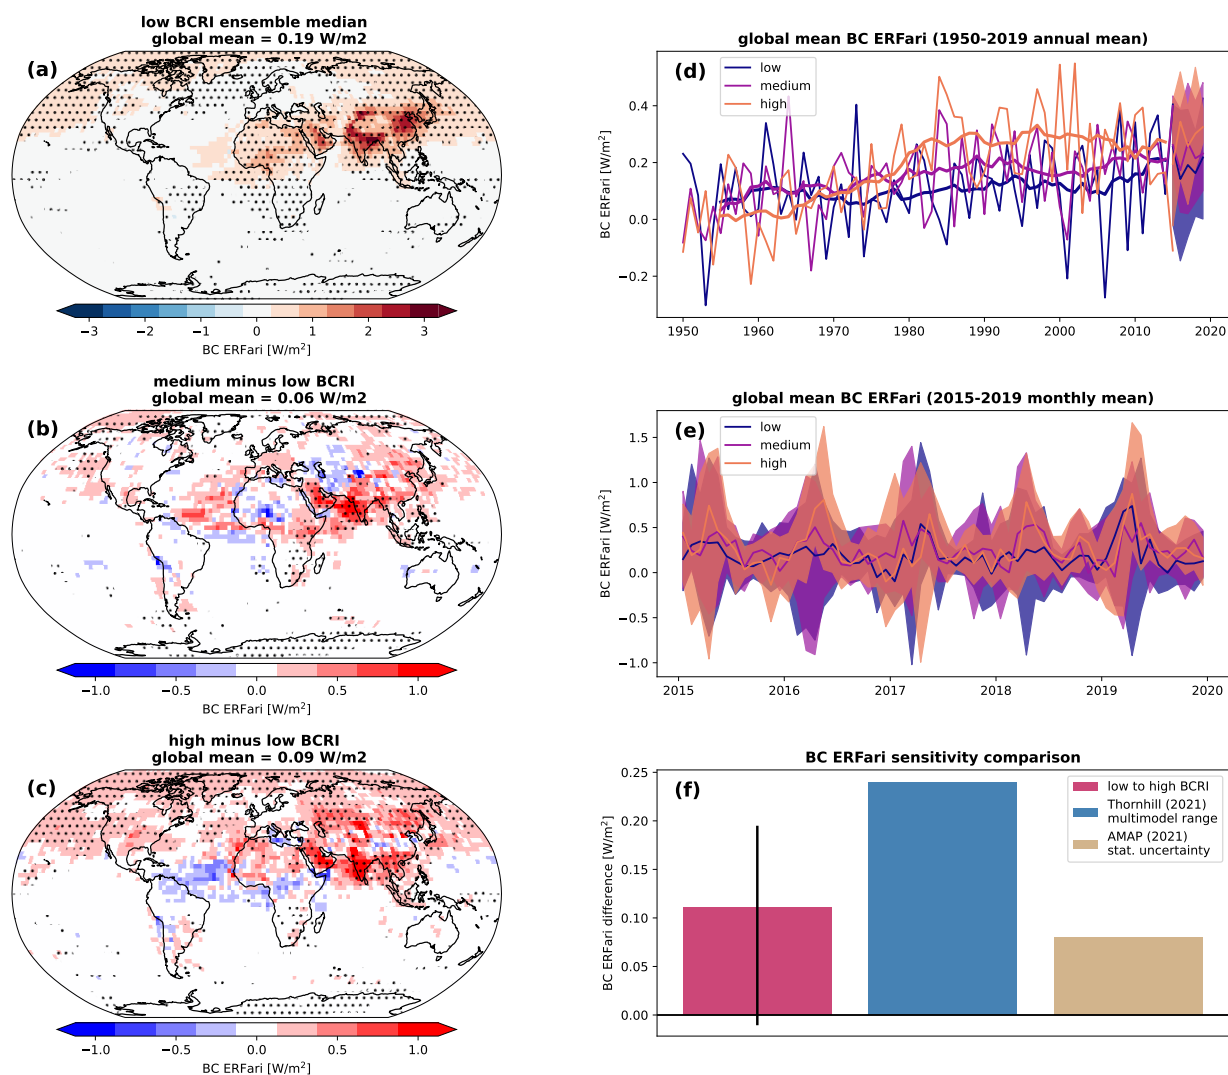 low BCRI ensemble median
global mean = 0.19 W/m2
(a)
−3 −2 −1 0 1 2 3
BC ERFari [W/m²]
medium minus low BCRI
global mean = 0.06 W/m2
(b)
−1.0 −0.5 0.0 0.5 1.0
BC ERFari [W/m²]
high minus low BCRI
global mean = 0.09 W/m2
(c)
−1.0 −0.5 0.0 0.5 1.0
BC ERFari [W/m²]
global mean BC ERFari (1950-2019 annual mean)
(d)
low
medium
high
0.4
0.2
0.0
−0.2
BC ERFari [W/m²]
1950 1960 1970 1980 1990 2000 2010 2020
global mean BC ERFari (2015-2019 monthly mean)
(e)
low
medium
high
1.5
1.0
0.5
0.0
−0.5
−1.0
BC ERFari [W/m²]
2015 2016 2017 2018 2019 2020
BC ERFari sensitivity comparison
(f)
low to high BCRI
Thornhill (2021)
multimodel range
AMAP (2021)
stat. uncertainty
0.25
0.20
0.15
0.10
0.05
0.00
BC ERFari difference [W/m²]